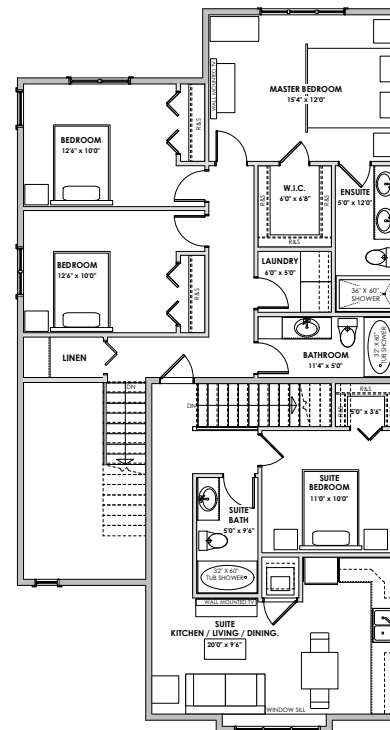 MASTER BEDROOM
15'4" x 12'0"
WALL MOUNTED TV
R&S
BEDROOM
12'6" x 10'0"
W.I.C.
6'0" x 6'8"
R&S
R&S
R&S
ENSUITE
5'0" x 12'0"
BEDROOM
12'6" x 10'0"
R&S
LAUNDRY
6'0" x 5'0"
36" X 60"
SHOWER
LINEN
BATHROOM
11'4" x 5'0"
32" X 60"
TUB SHOWER
DN
DN
R&S
5'0" x 3'6"
SUITE
BEDROOM
11'0" x 10'0"
SUITE
BATH
5'0" x 9'6"
32" X 60"
TUB SHOWER
WALL MOUNTED TV
SUITE
KITCHEN / LIVING / DINING.
20'0" x 9'6"
WINDOW SILL